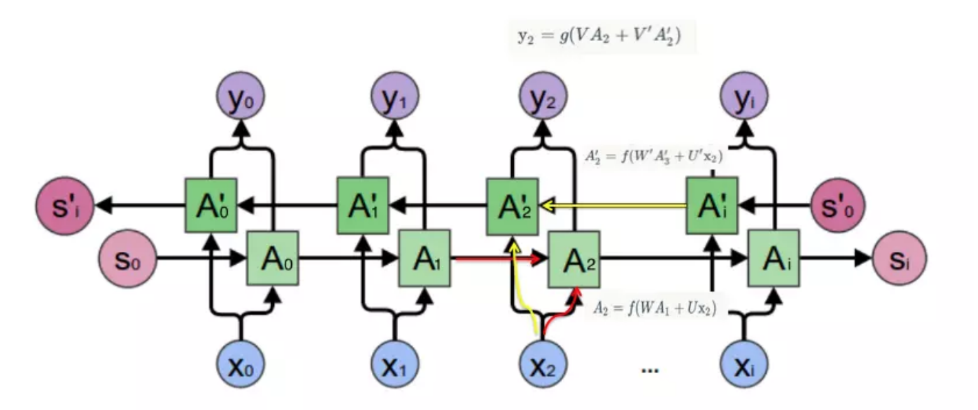 y₂ = g(VA₂ + V′A′₂)
y₀ y₁ y₂ yᵢ
A′₂ = f(W′A′₃ + U′x₂)
s'ᵢ A'₀ A'₁ A'₂ A'ᵢ s'₀
s₀ A₀ A₁ A₂ Aᵢ sᵢ
A₂ = f(WA₁ + Ux₂)
x₀ x₁ x₂ ... xᵢ